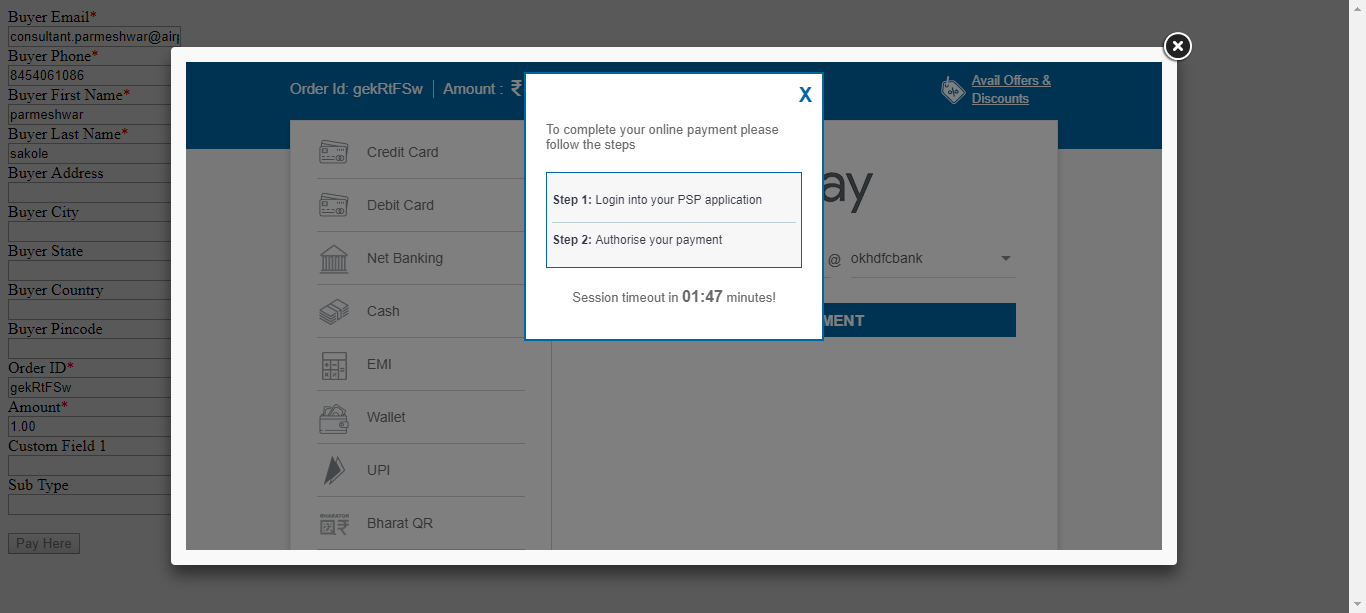 Buyer Email*
consultant.parmeshwar@air
Buyer Phone*
8454061086
Buyer First Name*
parmeshwar
Buyer Last Name*
sakole
Buyer Address
Buyer City
Buyer State
Buyer Country
Buyer Pincode
Order ID*
gekRtFSw
Amount*
1.00
Custom Field 1
Sub Type
Pay Here
Order Id: gekRtFSw
Amount : ₹
Avail Offers &
Discounts
Credit Card
Debit Card
Net Banking
Cash
EMI
Wallet
UPI
BHARATQR
Bharat QR
X
To complete your online payment please
follow the steps
Step 1: Login into your PSP application
Step 2: Authorise your payment
Session timeout in 01:47 minutes!
ay
@ okhdfcbank
MENT